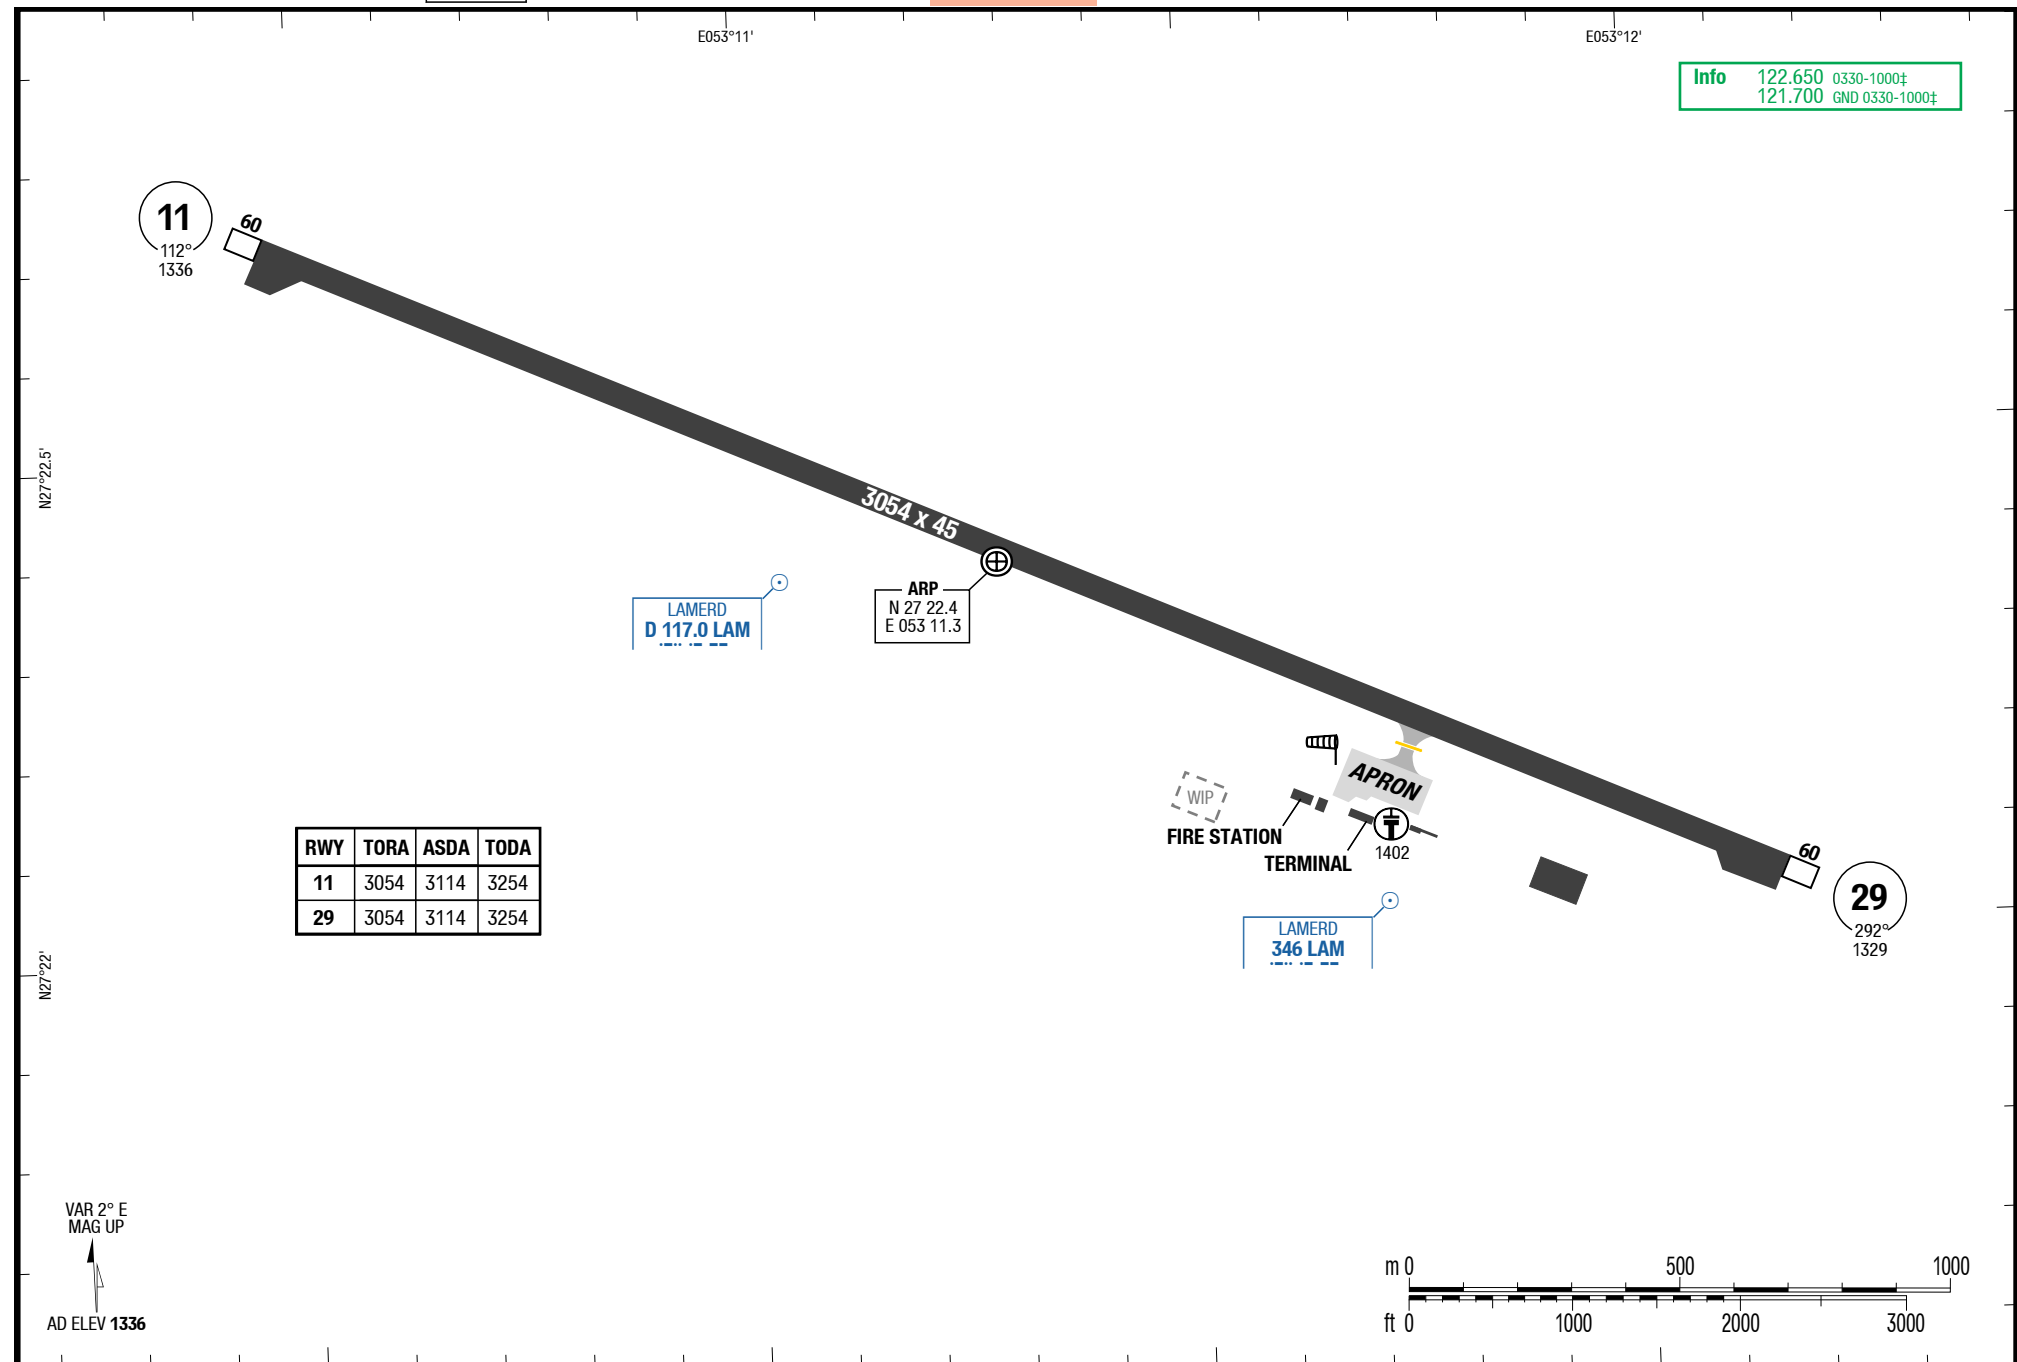 E053°11'
E053°12'
Info 122.650 0330-1000‡
121.700 GND 0330-1000‡
11
112°
1336
60
N27°22.5'
3054 x 45
ARP
N 27 22.4
E 053 11.3
LAMERD
D 117.0 LAM
APRON
WIP
FIRE STATION
TERMINAL
1402
60
29
292°
1329
RWY TORA ASDA TODA
11 3054 3114 3254
29 3054 3114 3254
LAMERD
346 LAM
N27°22'
VAR 2° E
MAG UP
AD ELEV 1336
m 0 500 1000
ft 0 1000 2000 3000